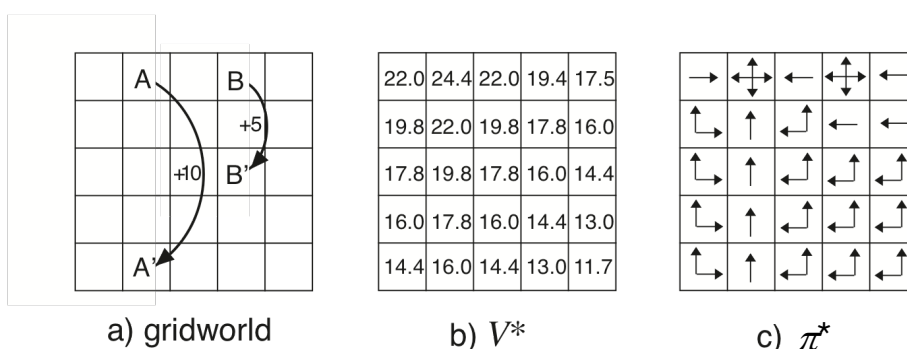 A B
+5
+10 B'
A'
22.0 24.4 22.0 19.4 17.5
19.8 22.0 19.8 17.8 16.0
17.8 19.8 17.8 16.0 14.4
16.0 17.8 16.0 14.4 13.0
14.4 16.0 14.4 13.0 11.7
a) gridworld
b) V*
c) π*